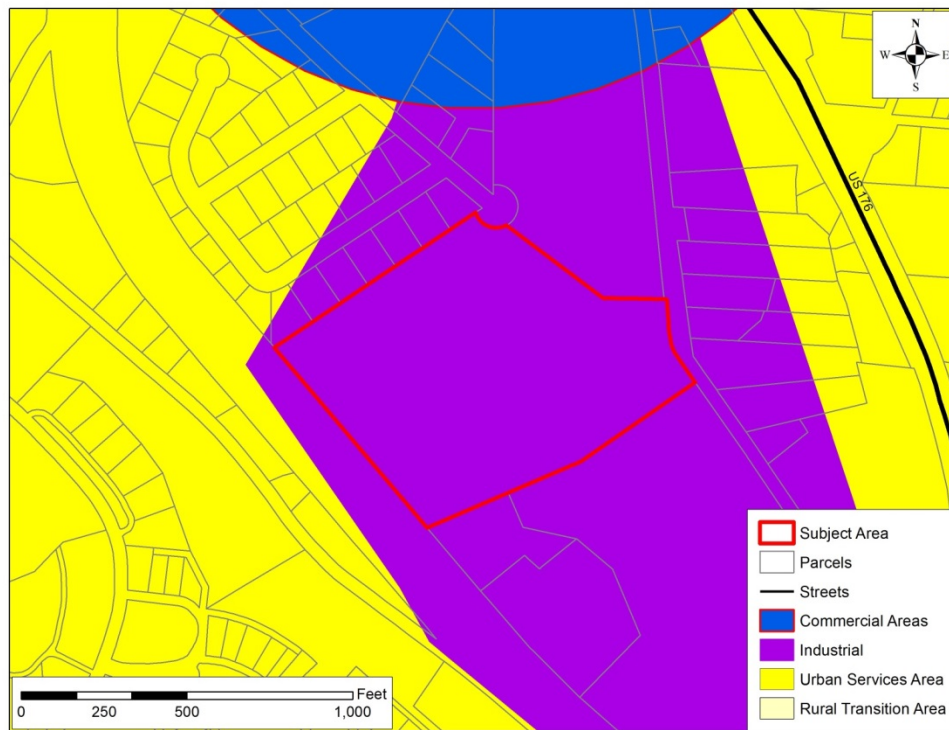 N
W E
S
US 176
Subject Area
Parcels
Streets
Commercial Areas
Industrial
Urban Services Area
Rural Transition Area
Feet
0 250 500 1,000